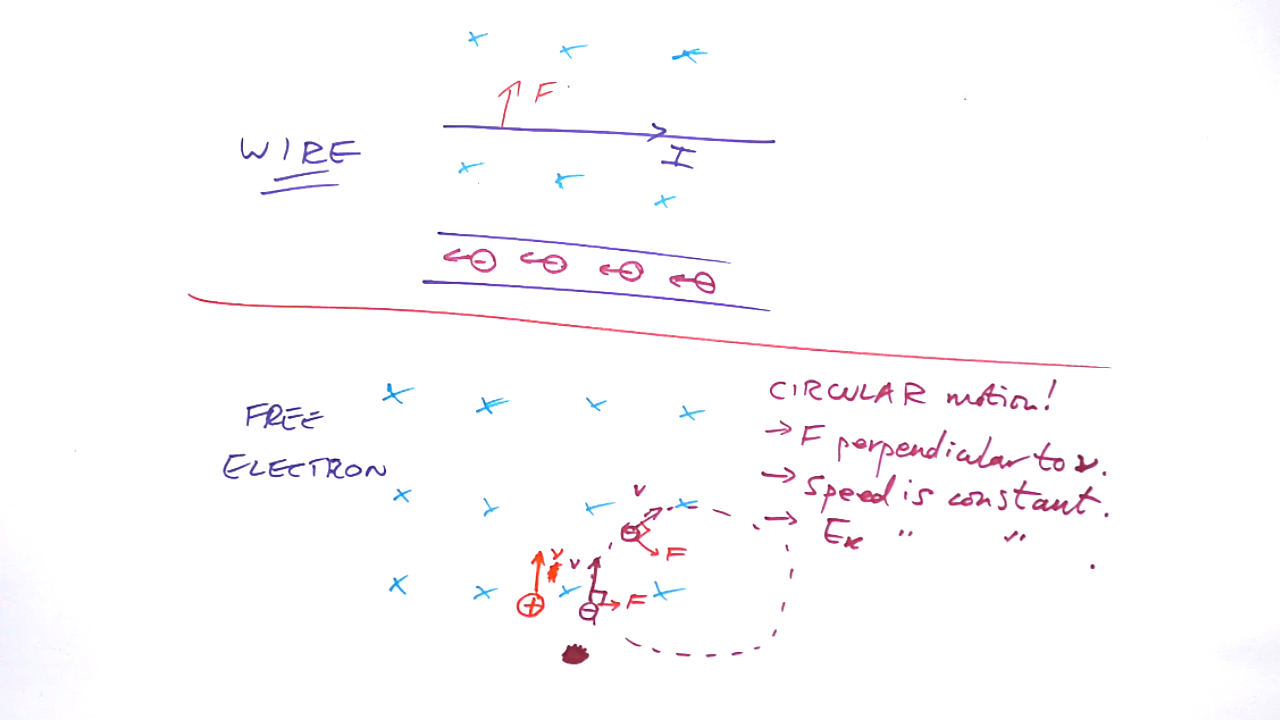 F
WIRE
I
FREE
ELECTRON
CIRCULAR motion!
→ F perpendicular to v.
→ Speed is constant.
→ Ek " "
v
F
v v
+ - F